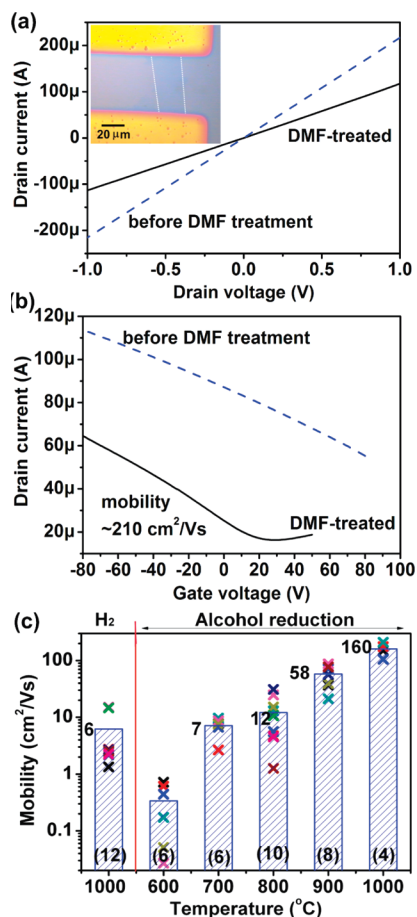 (a)
200μ
100μ
0
-100μ
-200μ
Drain current (A)
20 μm
DMF-treated
before DMF treatment
-1.0 -0.5 0.0 0.5 1.0
Drain voltage (V)
(b)
120μ
100μ
80μ
60μ
40μ
20μ
Drain current (A)
before DMF treatment
mobility
~210 cm²/Vs
DMF-treated
-80 -60 -40 -20 0 20 40 60 80 100
Gate voltage (V)
(c)
H₂ Alcohol reduction
100
10
1
0.1
Mobility (cm²/Vs)
6 7 12 58 160
(12) (6) (6) (10) (8) (4)
1000 600 700 800 900 1000
Temperature (°C)